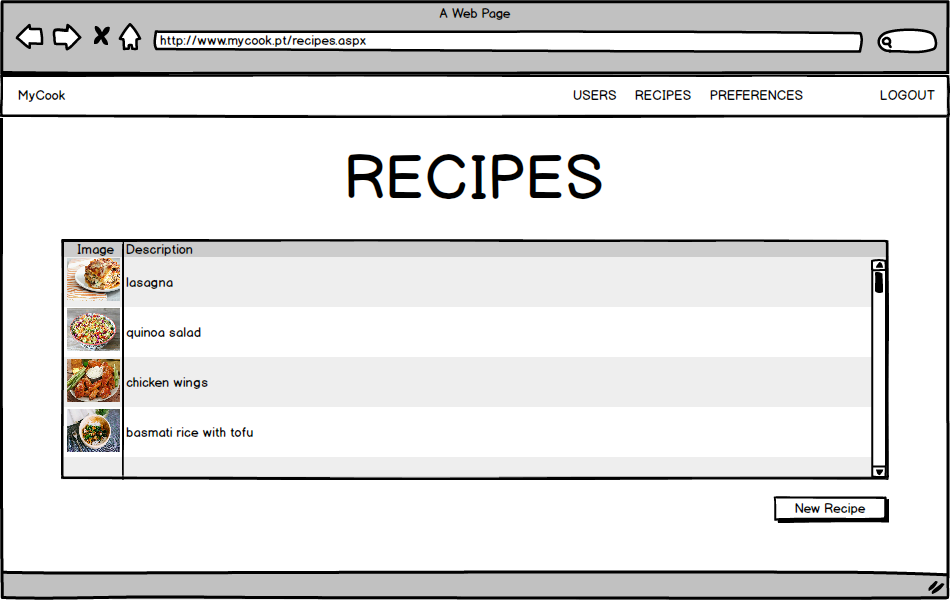 A Web Page
http://www.mycook.pt/recipes.aspx
MyCook USERS RECIPES PREFERENCES LOGOUT
RECIPES
Image Description
lasagna
quinoa salad
chicken wings
basmati rice with tofu
New Recipe